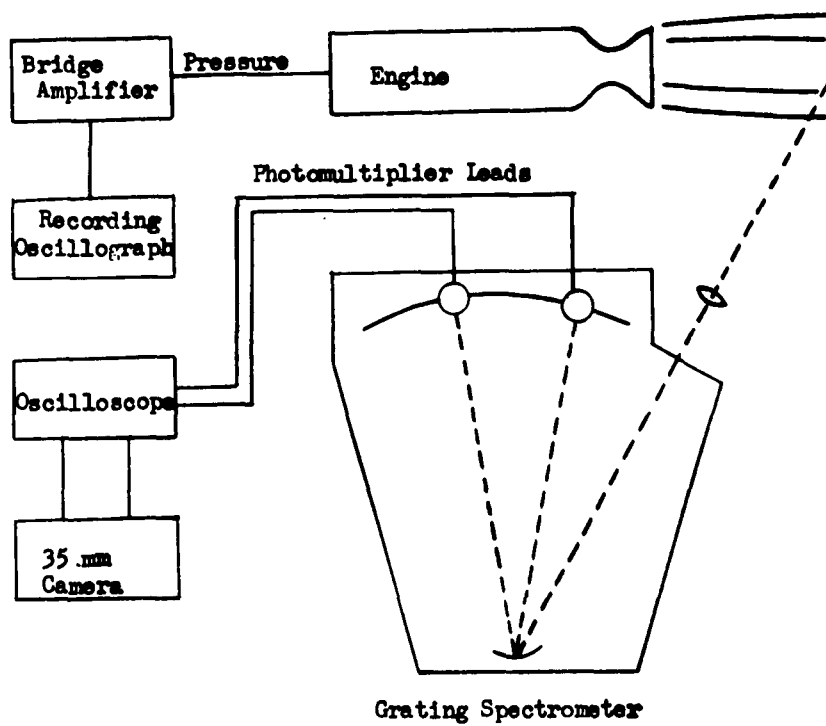 Bridge
Amplifier
Pressure
Engine
Photomultiplier Leads
Recording
Oscillograph
Oscilloscope
35 mm
Camera
Grating Spectrometer